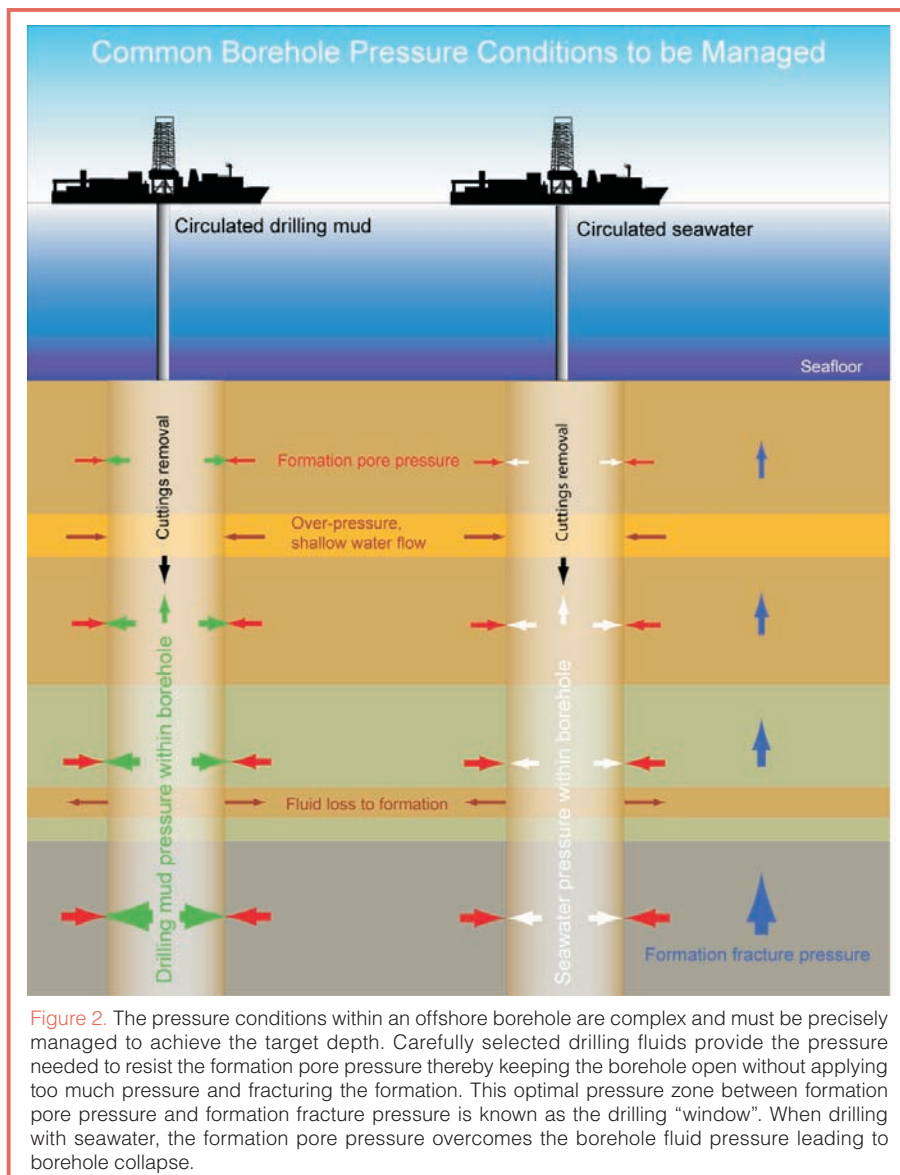 Common Borehole Pressure Conditions to be Managed
Circulated drilling mud
Circulated seawater
Seafloor
Cuttings removal
Cuttings removal
Formation pore pressure
Over-pressure,
shallow water flow
Drilling mud pressure within borehole
Seawater pressure within borehole
Fluid loss to formation
Formation fracture pressure
Figure 2. The pressure conditions within an offshore borehole are complex and must be precisely
managed to achieve the target depth. Carefully selected drilling fluids provide the pressure
needed to resist the formation pore pressure thereby keeping the borehole open without applying
too much pressure and fracturing the formation. This optimal pressure zone between formation
pore pressure and formation fracture pressure is known as the drilling “window”. When drilling
with seawater, the formation pore pressure overcomes the borehole fluid pressure leading to
borehole collapse.